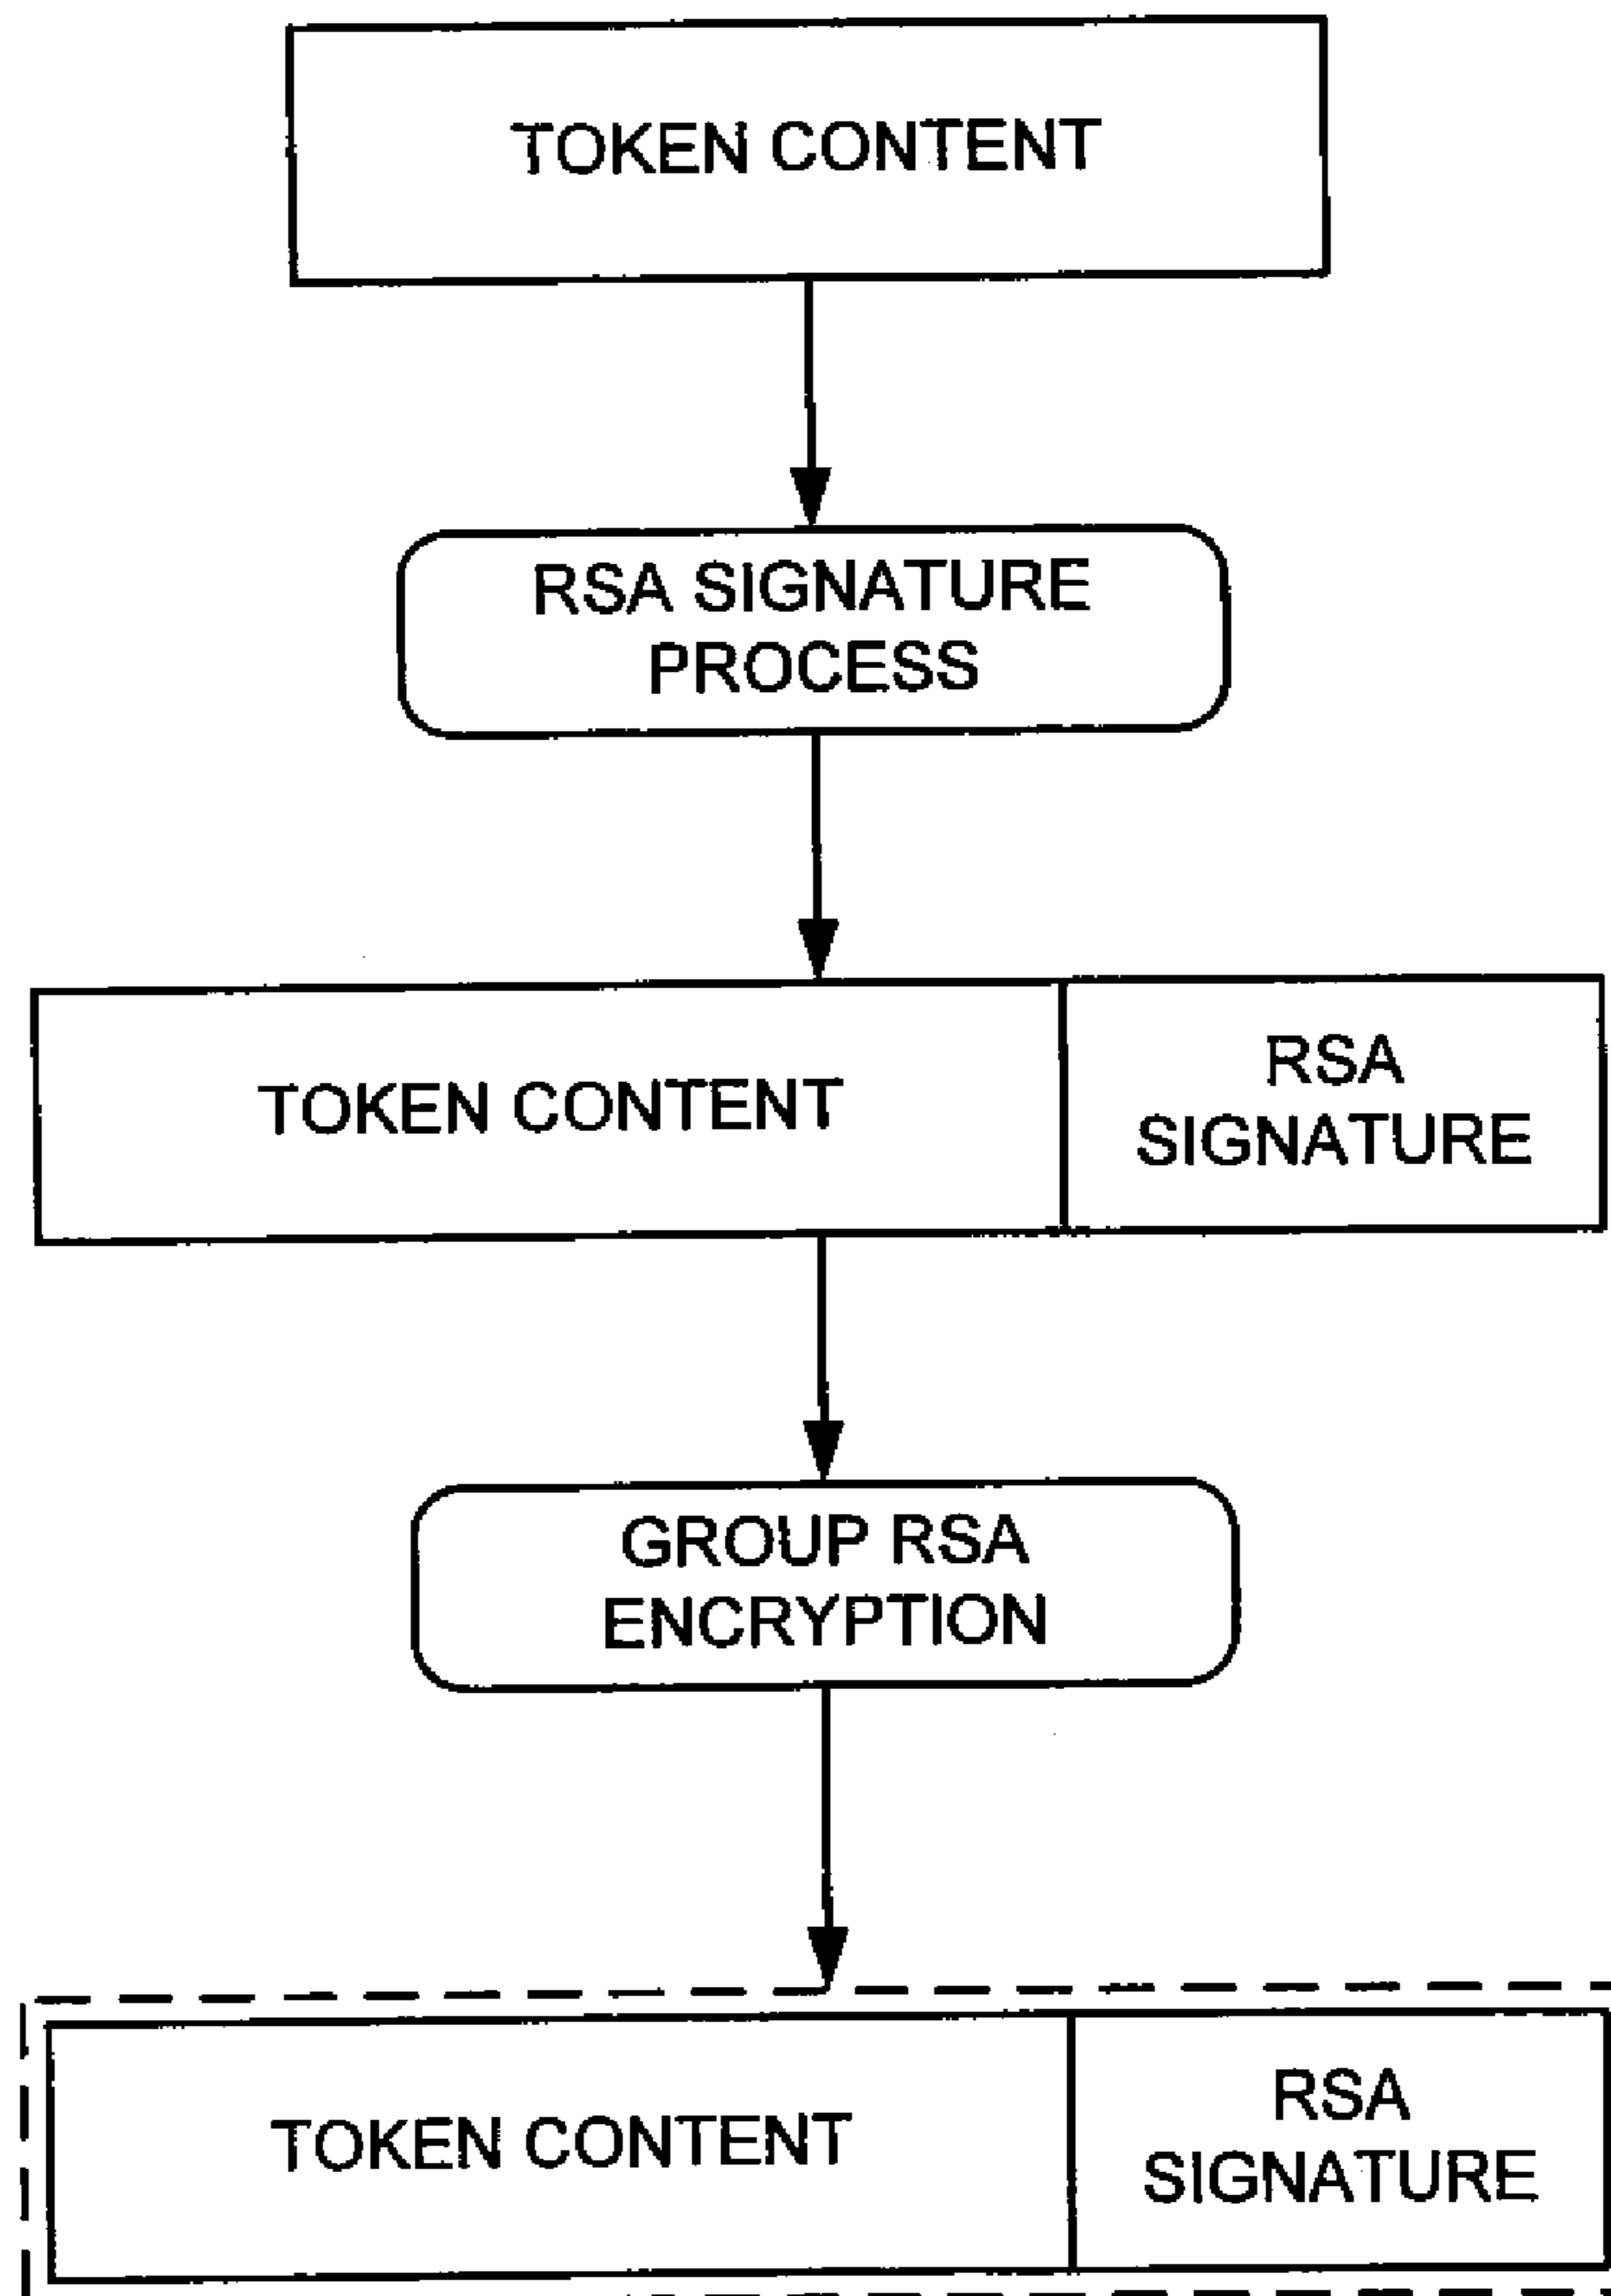 TOKEN CONTENT
RSA SIGNATURE
PROCESS
TOKEN CONTENT
RSA
SIGNATURE
GROUP RSA
ENCRYPTION
TOKEN CONTENT
RSA
SIGNATURE